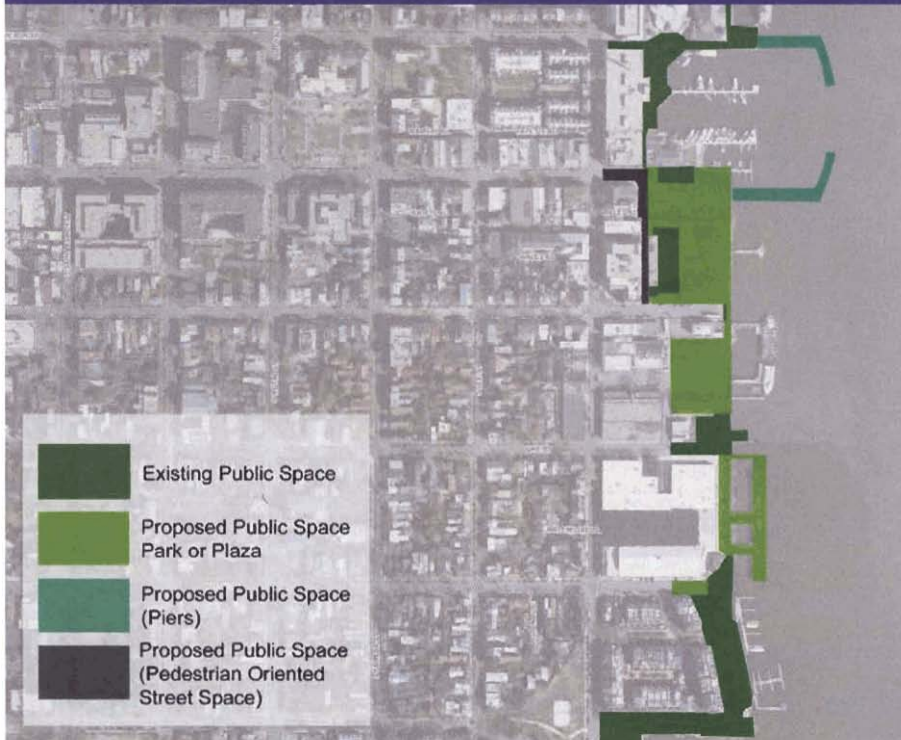 Existing Public Space
Proposed Public Space
Park or Plaza
Proposed Public Space
(Piers)
Proposed Public Space
(Pedestrian Oriented
Street Space)